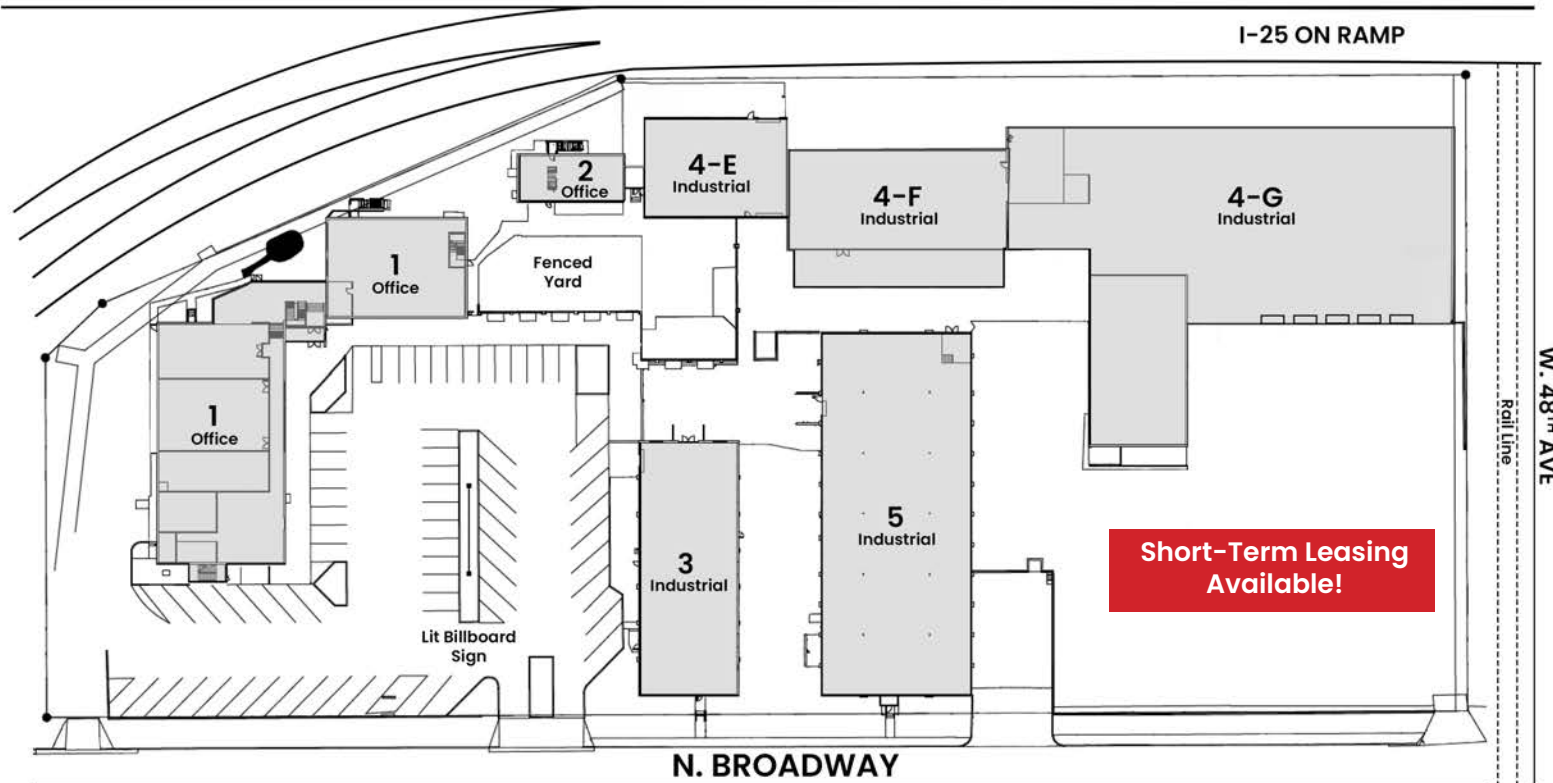 I-25 ON RAMP
2
Office
4-E
Industrial
4-F
Industrial
4-G
Industrial
1
Office
Fenced
Yard
1
Office
3
Industrial
5
Industrial
Lit Billboard
Sign
Short-Term Leasing
Available!
Rail Line
W. 48TH AVE
N. BROADWAY